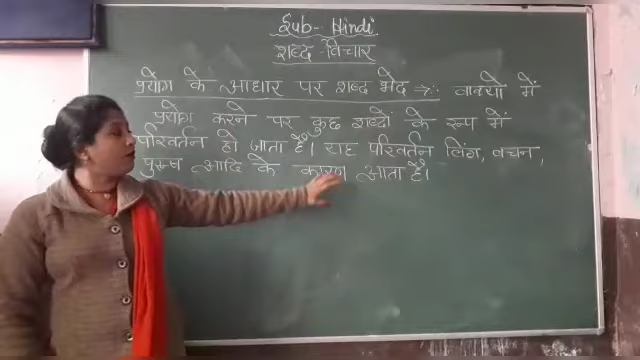 Sub- Hindi
शब्द -विचार
प्रयोग के आधार पर शब्द भेद ⇒:- वाक्यो में
प्रयोग करने पर कुछ शब्दों के रूप में
परिवर्तन हो जाता है। यह परिवर्तन लिंग, वचन,
पुरुष आदि के कारण आता है।